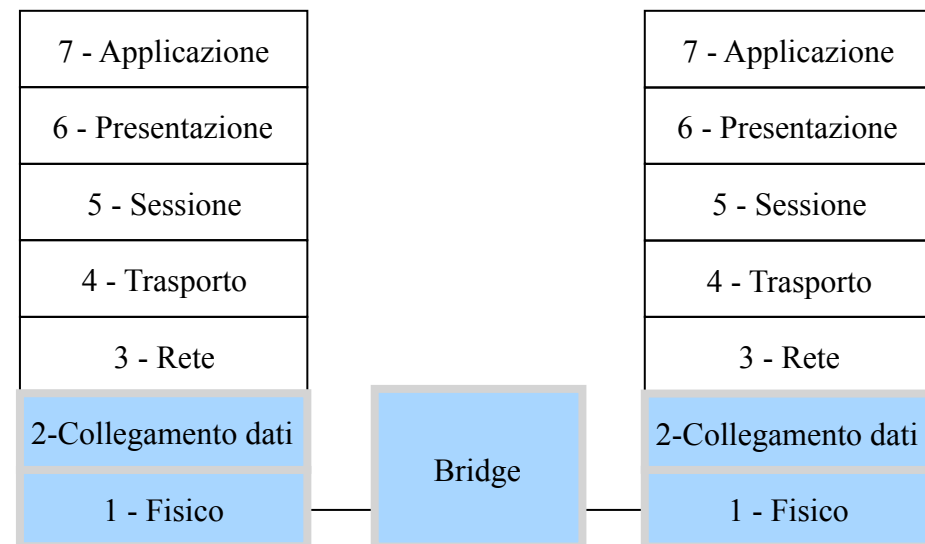 7 - Applicazione
6 - Presentazione
5 - Sessione
4 - Trasporto
3 - Rete
2-Collegamento dati
1 - Fisico
Bridge
7 - Applicazione
6 - Presentazione
5 - Sessione
4 - Trasporto
3 - Rete
2-Collegamento dati
1 - Fisico